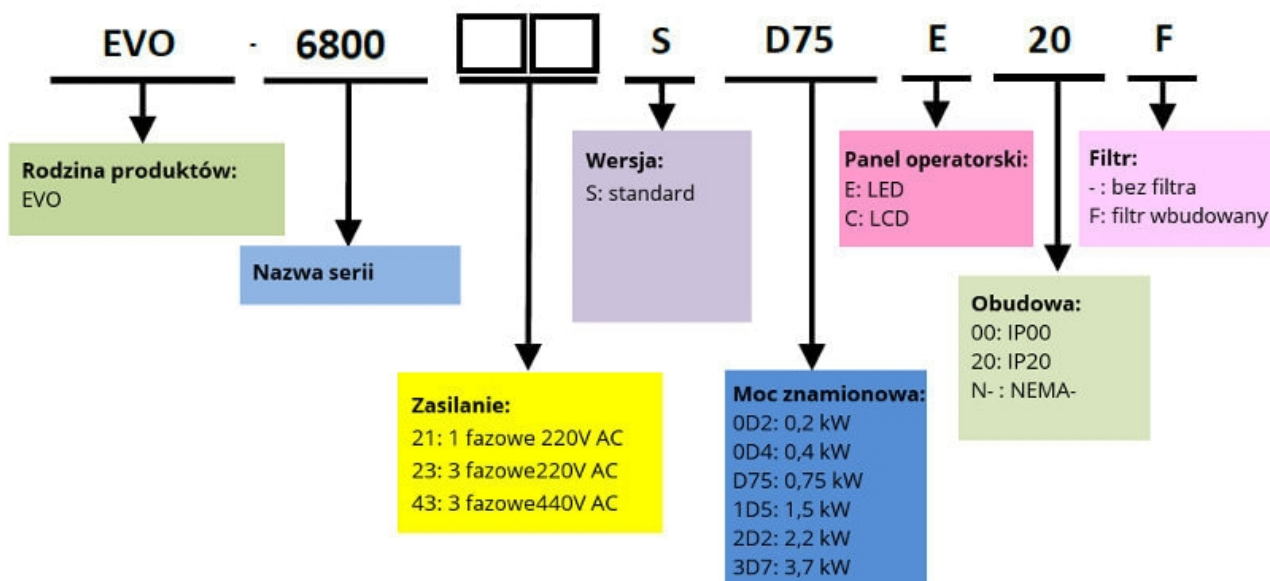 EVO - 6800 S D75 E 20 F
Rodzina produktów:
EVO
Nazwa serii
Zasilanie:
21: 1 fazowe 220V AC
23: 3 fazowe220V AC
43: 3 fazowe440V AC
Wersja:
S: standard
Moc znamionowa:
0D2: 0,2 kW
0D4: 0,4 kW
D75: 0,75 kW
1D5: 1,5 kW
2D2: 2,2 kW
3D7: 3,7 kW
Panel operatorski:
E: LED
C: LCD
Obudowa:
00: IP00
20: IP20
N- : NEMA-
Filtr:
- : bez filtra
F: filtr wbudowany